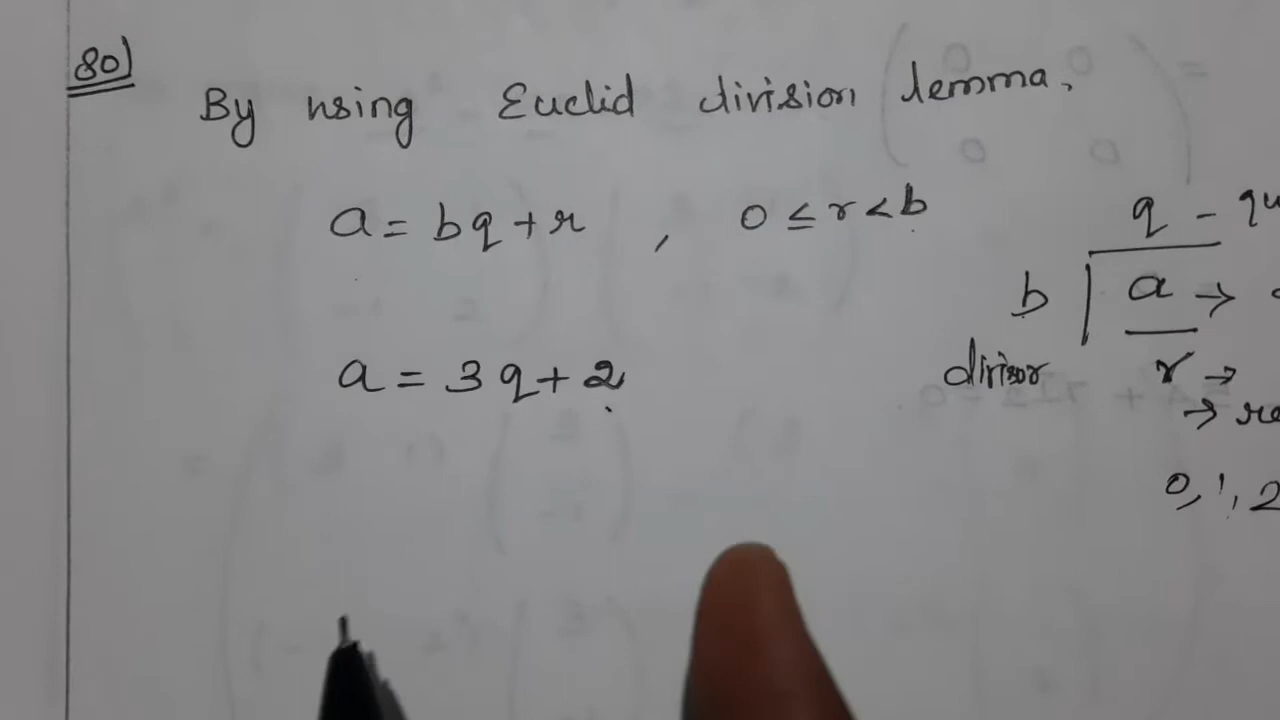 80)
By using Euclid division lemma.
a = bq + r , 0 ≤ r < b
q -
b a →
a = 3q + 2
divisor r →
→
0, 1, 2